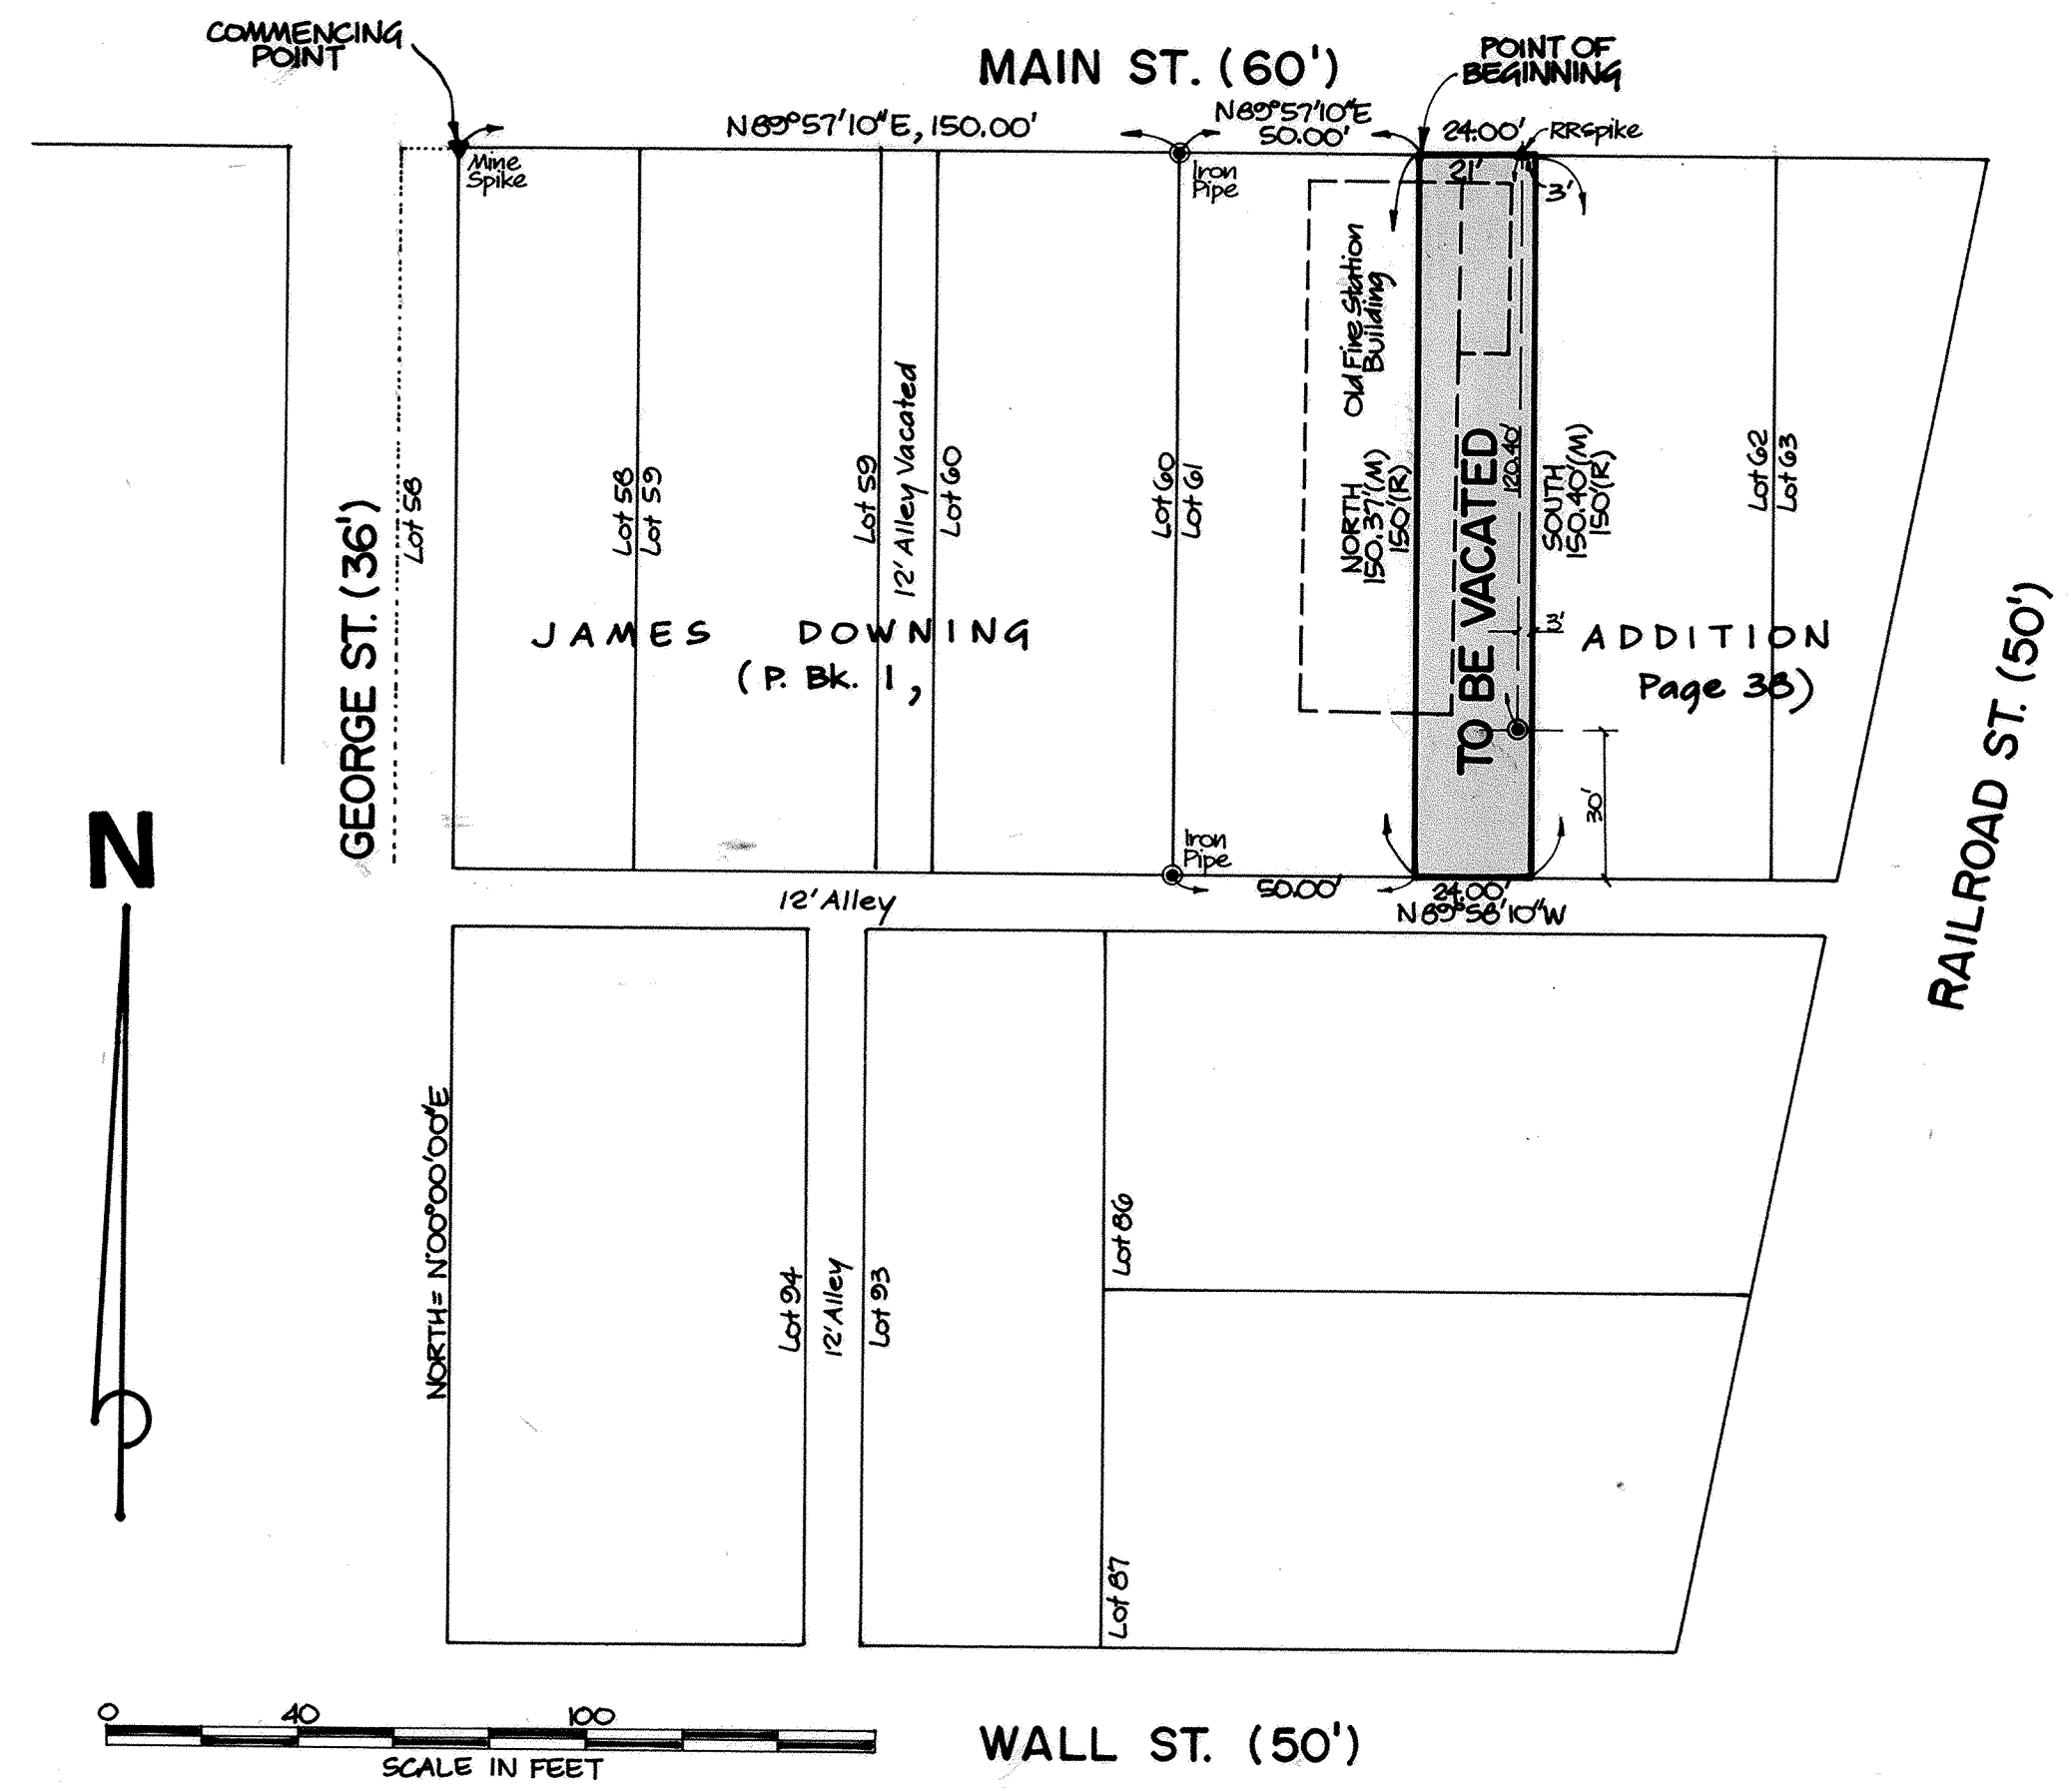 COMMENCING
POINT
MAIN ST. (60')
POINT OF
BEGINNING
N89°57'10"E, 150.00'
N89°57'10"E
50.00'
24.00'
RRSpike
Mine
Spike
Iron
Pipe
21'
3'
Old Fire Station
Building
NORTH
150.37'(M)
150'(R)
TO BE VACATED
120.40'
SOUTH
150.40'(M)
150'(R)
3'
30'
GEORGE ST. (36')
Lot 58
Lot 58
Lot 59
Lot 59
12' Alley Vacated
Lot 60
Lot 60
Lot 61
Lot 62
Lot 63
JAMES DOWNING ADDITION
(P. Bk. 1, Page 38)
RAILROAD ST. (50')
N
Iron
Pipe
12' Alley
50.00'
24.00'
N89°58'10"W
NORTH = N'00°00'00"E
Lot 94
12' Alley
Lot 93
Lot 86
Lot 87
0 40 100
SCALE IN FEET
WALL ST. (50')